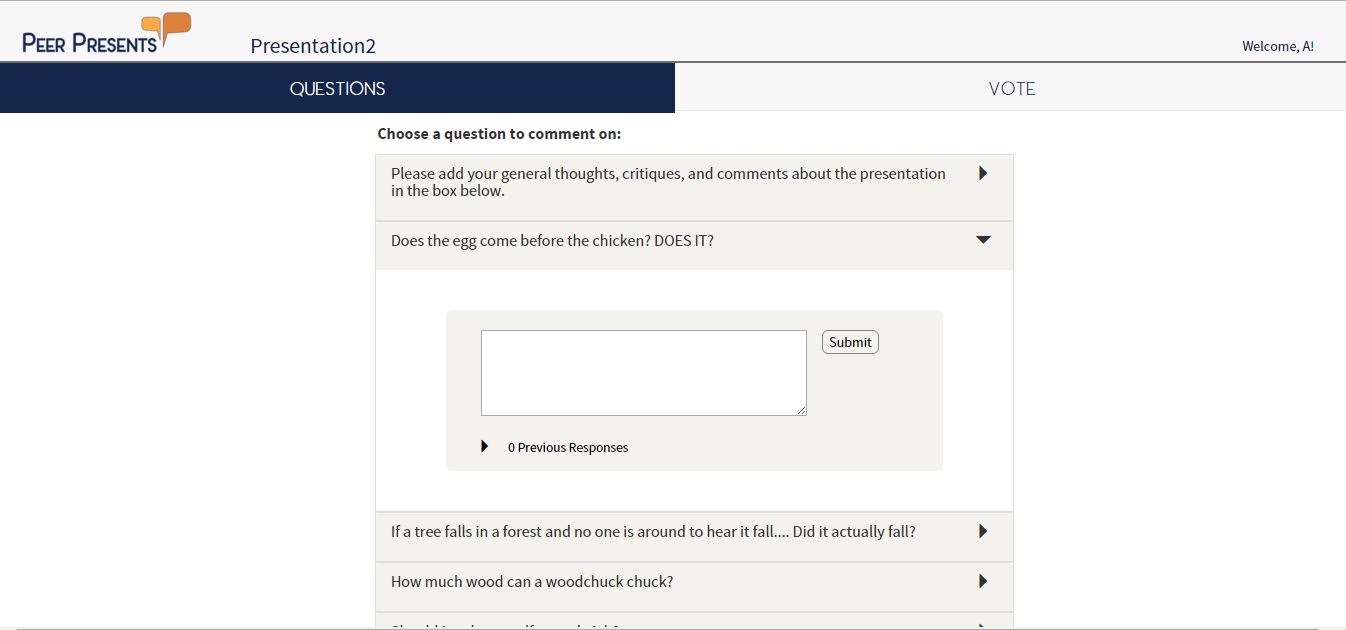 PEER PRESENTS
Presentation2
Welcome, A!
QUESTIONS
VOTE
Choose a question to comment on:
Please add your general thoughts, critiques, and comments about the presentation
in the box below.
Does the egg come before the chicken? DOES IT?
Submit
0 Previous Responses
If a tree falls in a forest and no one is around to hear it fall.... Did it actually fall?
How much wood can a woodchuck chuck?